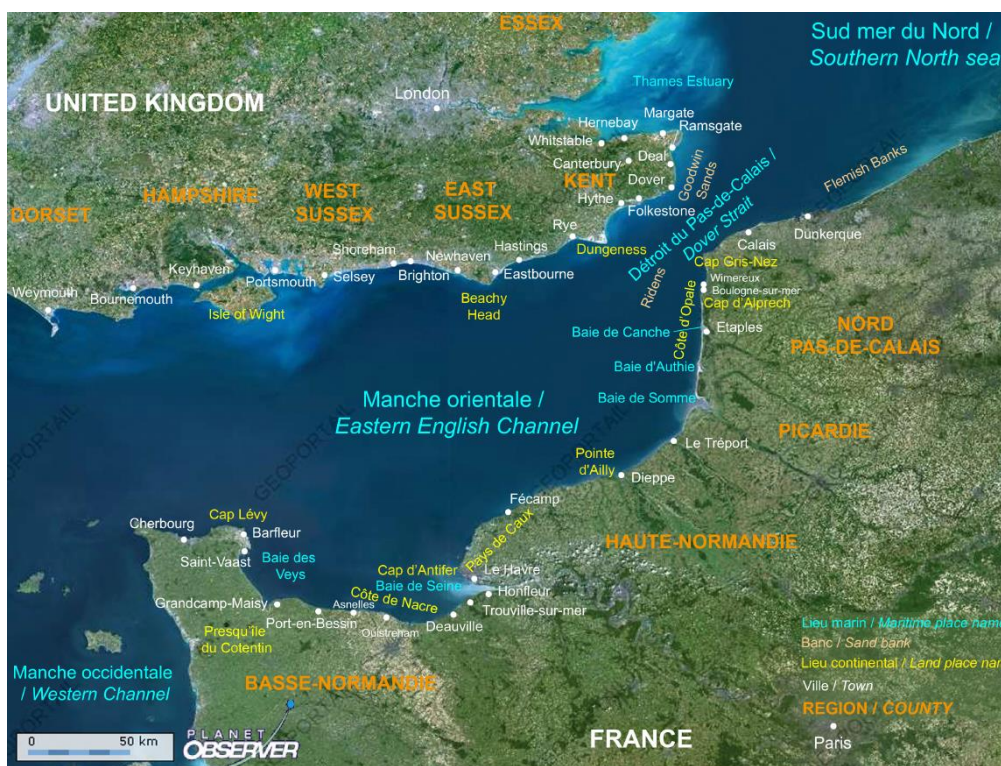 ESSEX
Sud mer du Nord /
Southern North sea
UNITED KINGDOM
London
Thames Estuary
Margate
Hernebay
Ramsgate
Whitstable
Deal
Canterbury
KENT
Dover
Goodwin
Sands
Hythe
Folkestone
Flemish Banks
DORSET
HAMPSHIRE
WEST
SUSSEX
EAST
SUSSEX
Rye
Dungeness
Détroit du Pas-de-Calais /
Dover Strait
Dunkerque
Calais
Cap Gris-Nez
Wimereux
Boulogne-sur-mer
Cap d'Alprech
Ridens
Côte d'Opale
Shoreham
Newhaven
Hastings
Keyhaven
Portsmouth
Selsey
Brighton
Eastbourne
Weymouth
Bournemouth
Isle of Wight
Beachy
Head
Baie de Canche
Etaples
NORD
PAS-DE-CALAIS
Baie d'Authie
Baie de Somme
Manche orientale /
Eastern English Channel
PICARDIE
Le Tréport
Pointe
d'Ailly
Dieppe
Fécamp
Pays de Caux
HAUTE-NORMANDIE
Cap Lévy
Cherbourg
Barfleur
Saint-Vaast
Baie des
Veys
Cap d'Antifer
Le Havre
Baie de Seine
Honfleur
Côte de Nacre
Trouville-sur-mer
Grandcamp-Maisy
Asnelles
Port-en-Bessin
Ouistreham
Deauville
Presqu'île
du Cotentin
Manche occidentale
/ Western Channel
BASSE-NORMANDIE
Lieu marin / Maritime place name
Banc / Sand bank
Lieu continental / Land place nam
Ville / Town
REGION / COUNTY
Paris
FRANCE
0 50 km
PLANET
OBSERVER
GEOPORTAIL
GEOPORTAIL
GEOPORTAIL
GEOPORTAIL